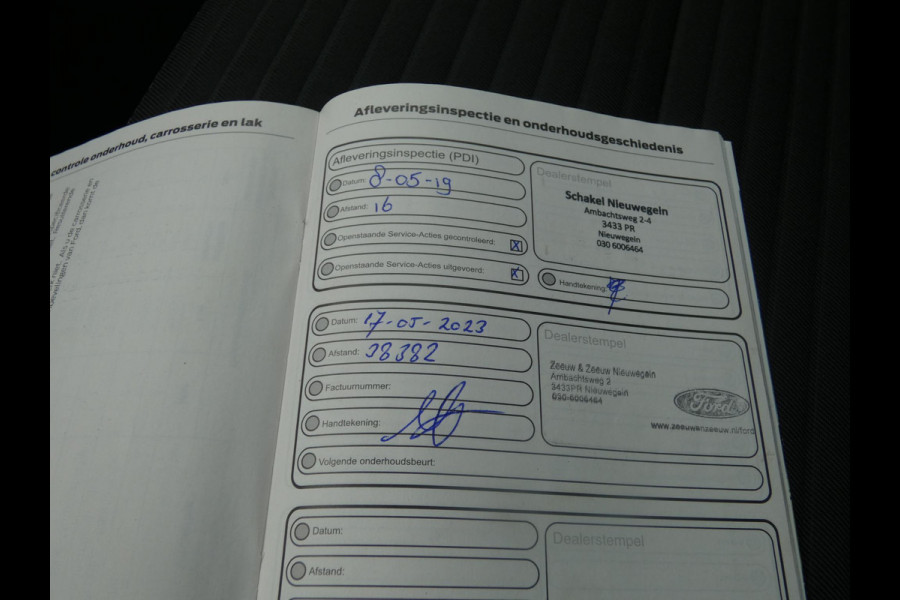 controle onderhoud, carrosserie en lak
Afleveringsinspectie en onderhoudsgeschiedenis
Afleveringsinspectie (PDI)
Datum: 8-05-19
Afstand: 16
Openstaande Service-Acties gecontroleerd: X
Openstaande Service-Acties uitgevoerd: X
Dealerstempel
Schakel Nieuwegein
Ambachtsweg 2-4
3433 PR
Nieuwegein
030 6006464
Handtekening:
Datum: 17-05-2023
Afstand: 38382
Factuurnummer:
Handtekening:
Volgende onderhoudsbeurt:
Dealerstempel
Zeeuw & Zeeuw Nieuwegein
Ambachtsweg 2
3433PR Nieuwegein
030-6006464
Ford
www.zeeuwenzeeuw.nl/ford
Datum:
Afstand:
Dealerstempel